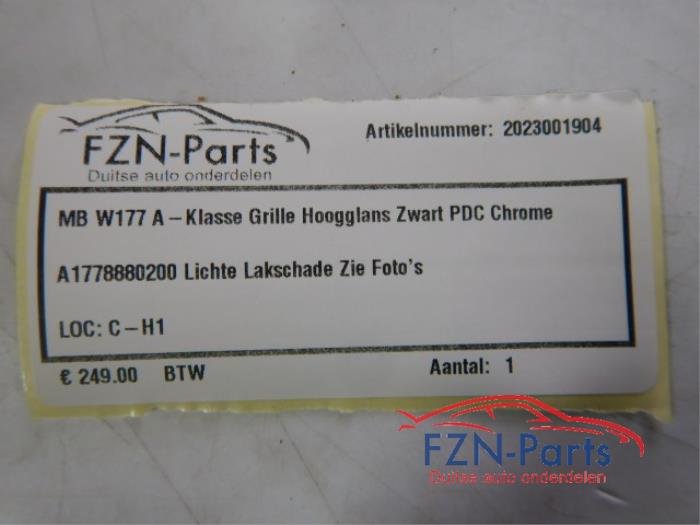 FZN-Parts
Duitse auto onderdelen
Artikelnummer: 2023001904
MB W177 A-Klasse Grille Hoogglans Zwart PDC Chrome
A1778880200 Lichte Lakschade Zie Foto's
LOC: C-H1
€ 249.00 BTW
Aantal: 1
FZN-Parts
Duitse auto onderdelen